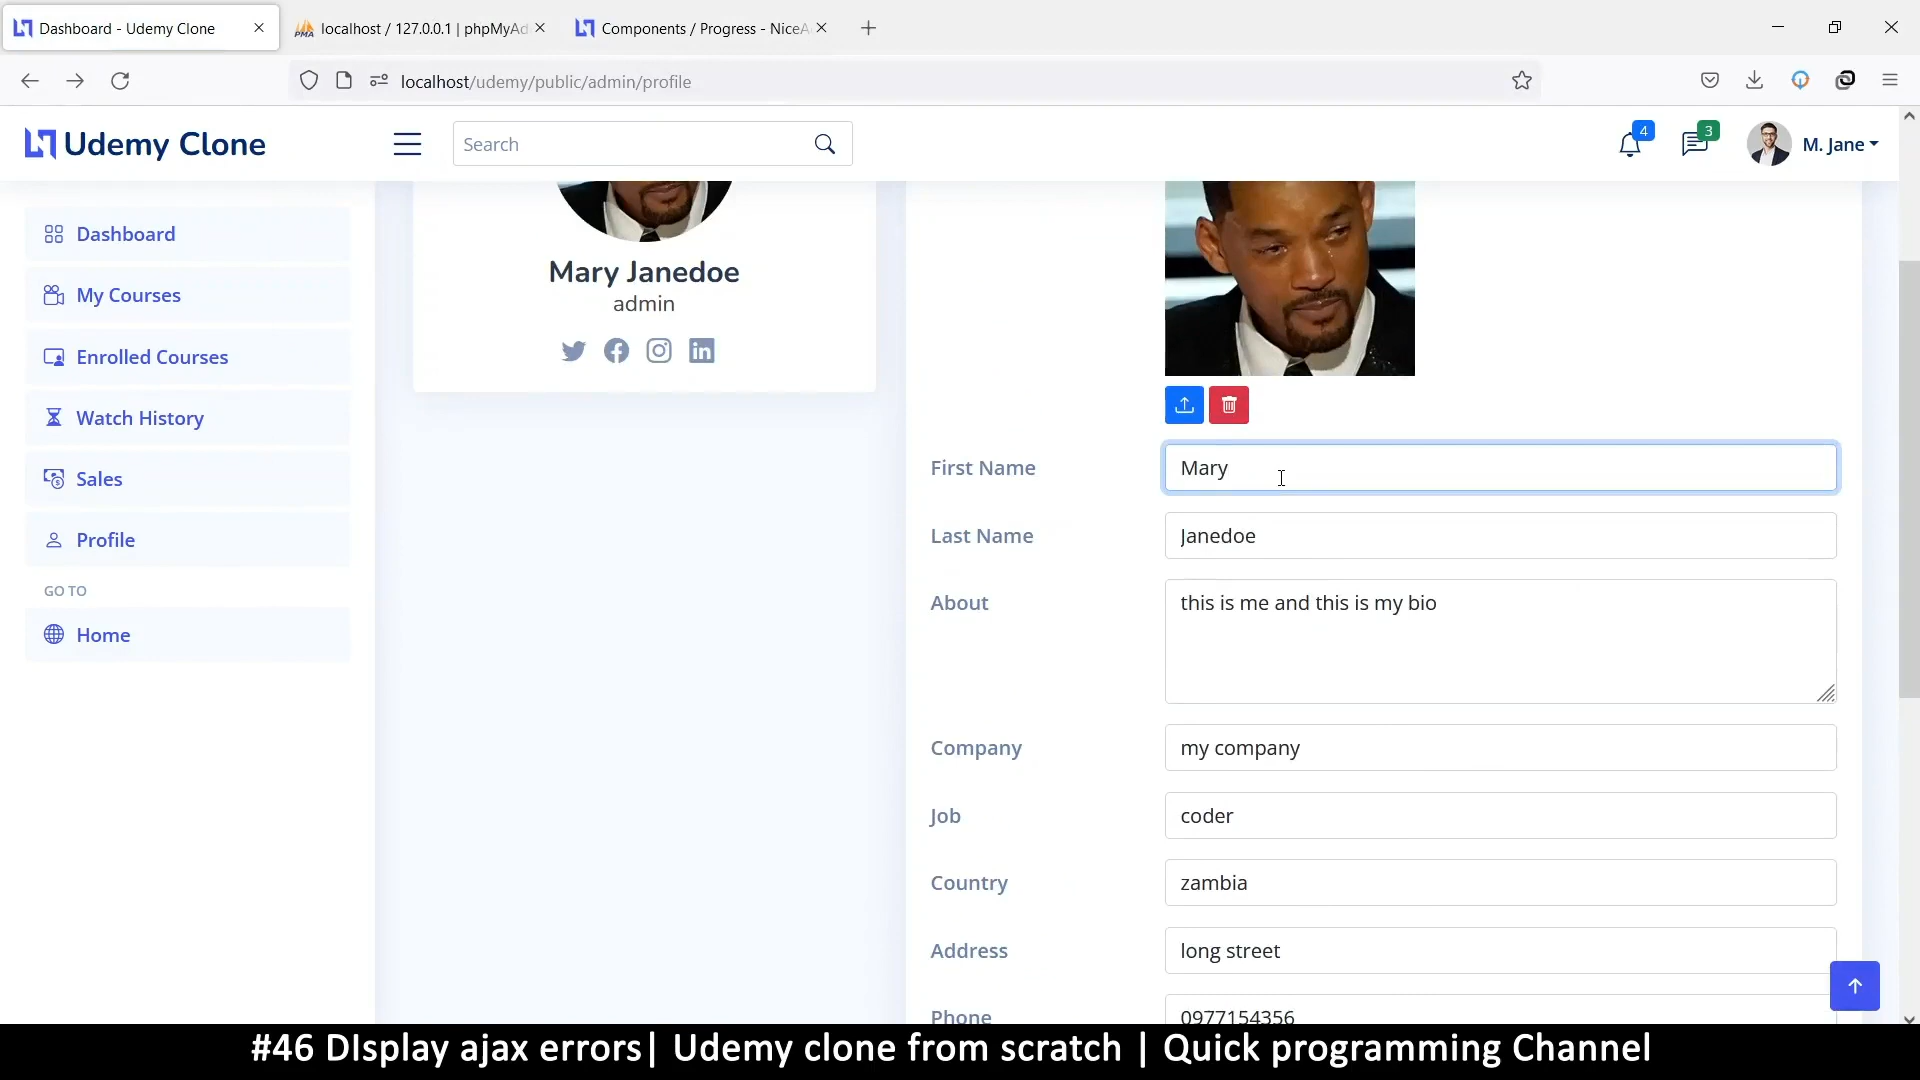 Dashboard - Udemy Clone
localhost / 127.0.0.1 | phpMyAd
Components / Progress - NiceA
localhost/udemy/public/admin/profile
Udemy Clone
Search
4
3
M. Jane
Dashboard
My Courses
Enrolled Courses
Watch History
Sales
Profile
GO TO
Home
Mary Janedoe
admin
First Name
Mary
Last Name
Janedoe
About
this is me and this is my bio
Company
my company
Job
coder
Country
zambia
Address
long street
Phone
0977154356
#46 DIsplay ajax errors| Udemy clone from scratch | Quick programming Channel